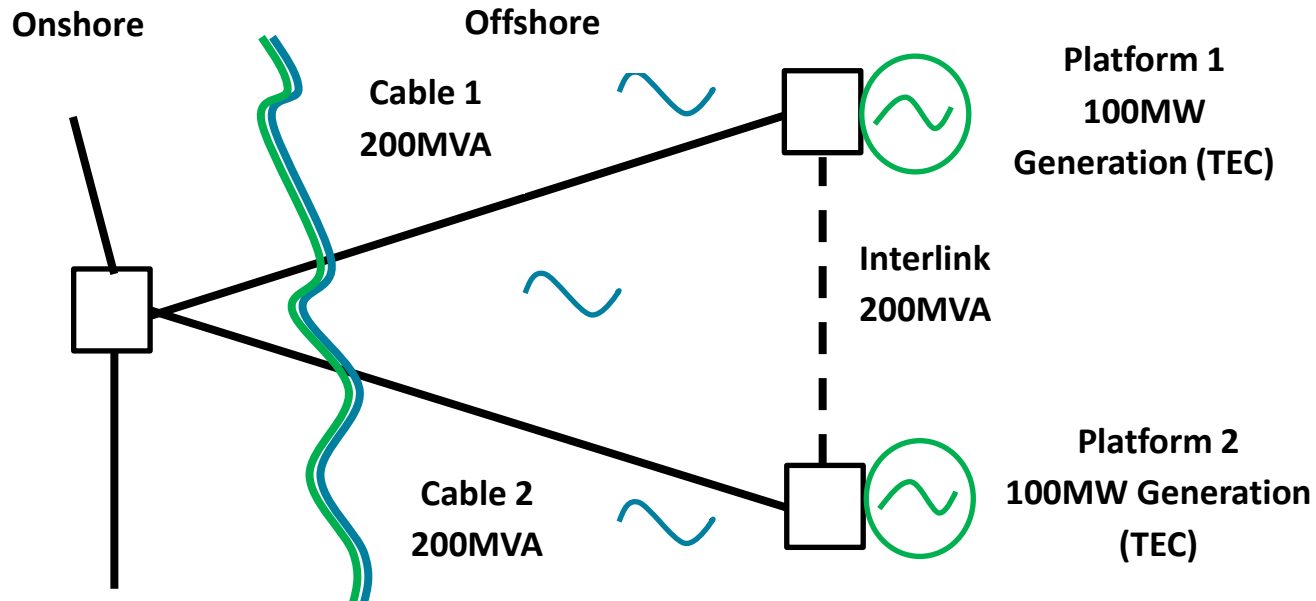 Onshore
Offshore
Cable 1
200MVA
Platform 1
100MW
Generation (TEC)
Interlink
200MVA
Cable 2
200MVA
Platform 2
100MW Generation
(TEC)